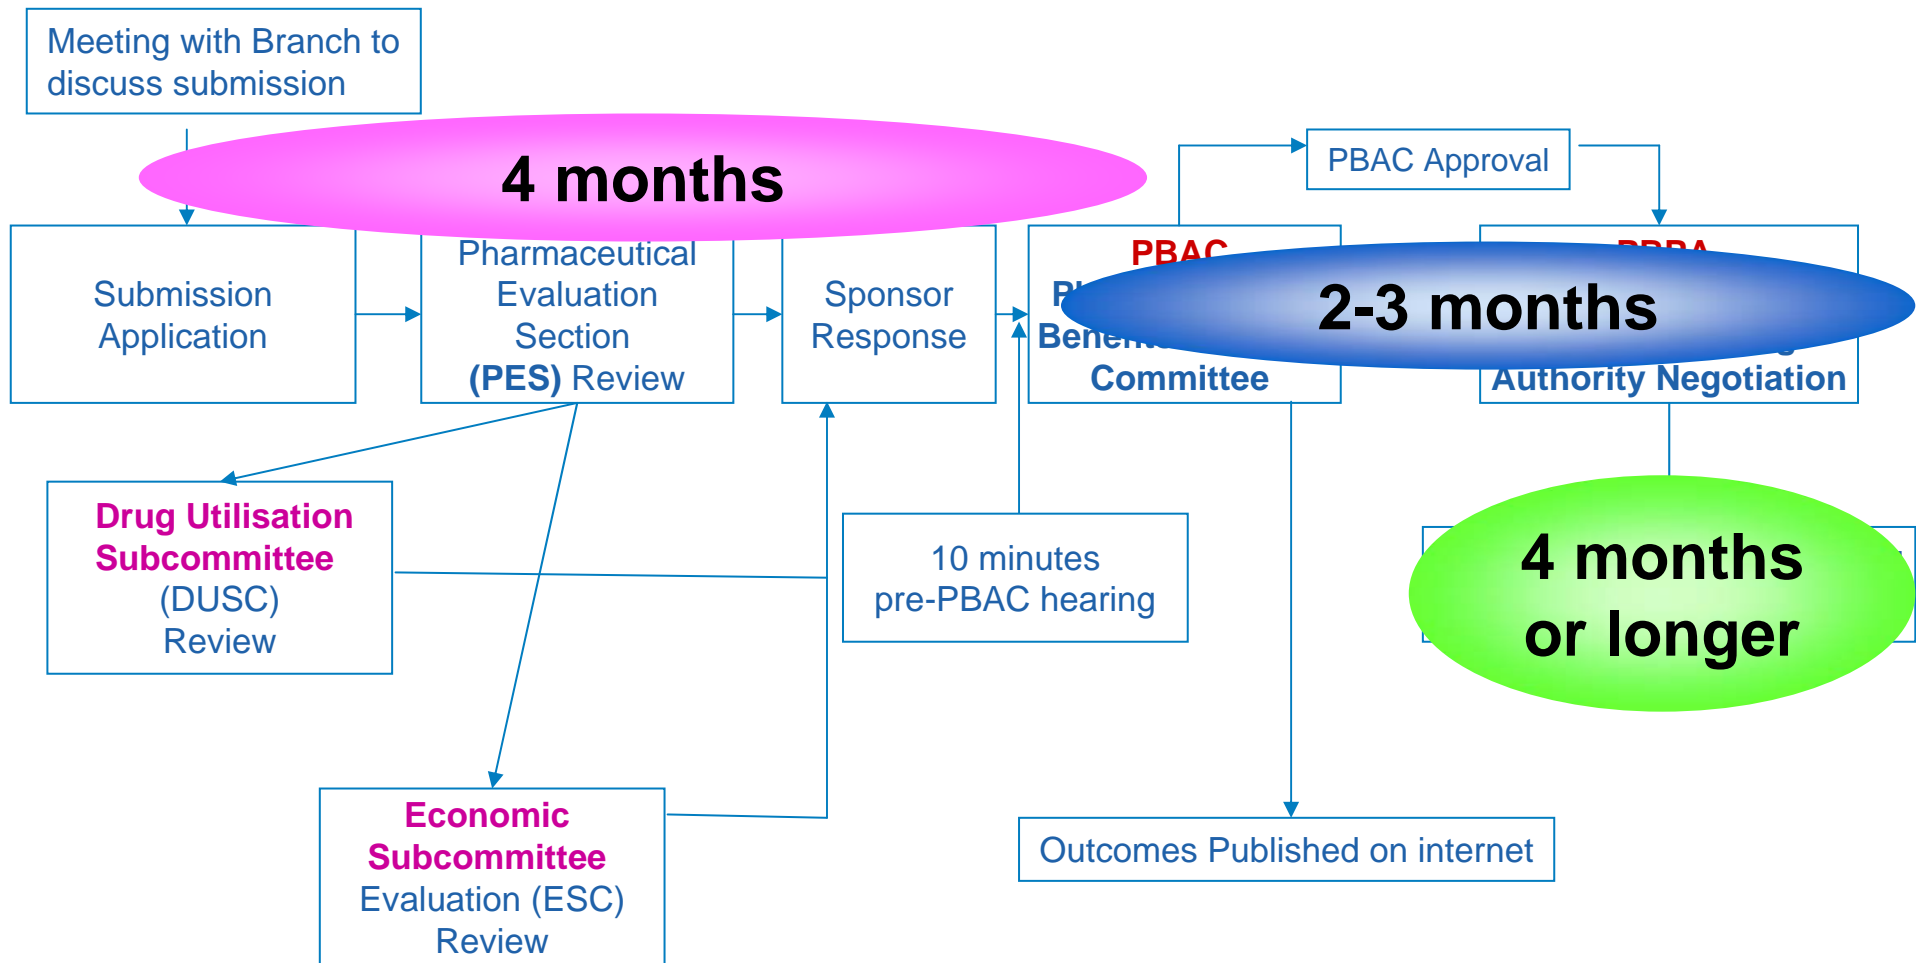 Meeting with Branch to
discuss submission
4 months
PBAC Approval
Submission
Application
Pharmaceutical
Evaluation
Section
(PES) Review
Sponsor
Response
PBAC
Committee
2-3 months
Authority Negotiation
Drug Utilisation
Subcommittee
(DUSC)
Review
10 minutes
pre-PBAC hearing
4 months
or longer
Economic
Subcommittee
Evaluation (ESC)
Review
Outcomes Published on internet